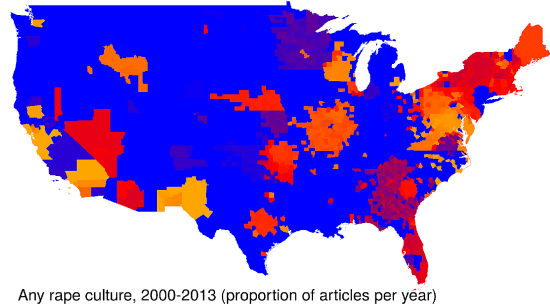 Any rape culture, 2000-2013 (proportion of articles per year)